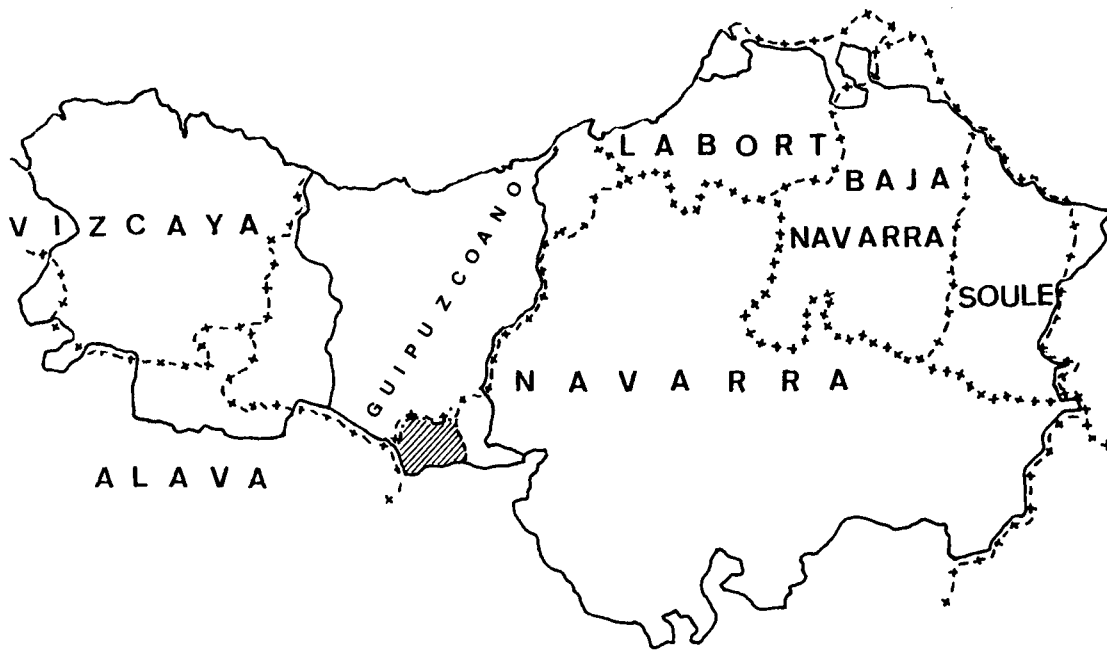 LABORT
BAJA
VIZCAYA
GUIPUZCOANO
NAVARRA
SOULE
NAVARRA
ALAVA